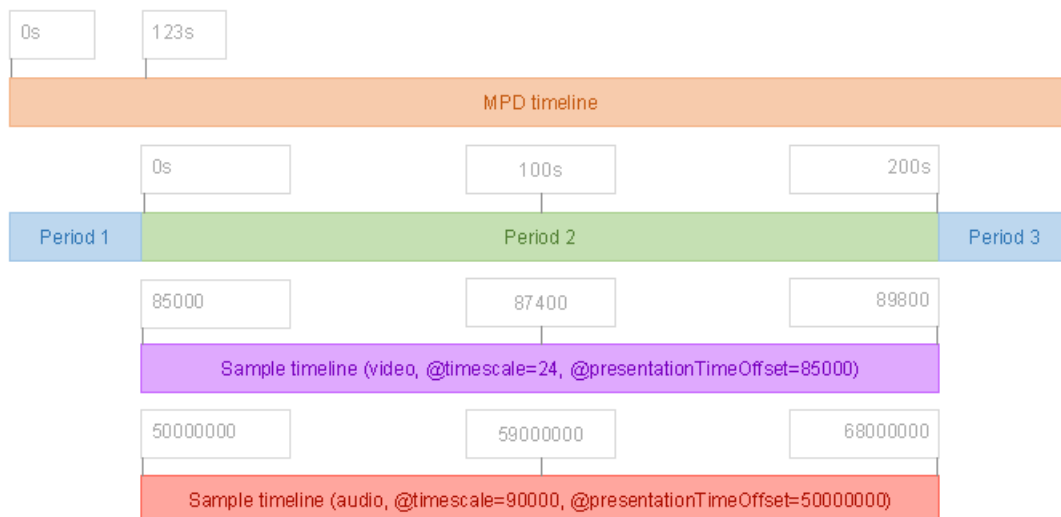 0s
123s
MPD timeline
0s
100s
200s
Period 1
Period 2
Period 3
85000
87400
89800
Sample timeline (video, @timescale=24, @presentationTimeOffset=85000)
50000000
59000000
68000000
Sample timeline (audio, @timescale=90000, @presentationTimeOffset=50000000)